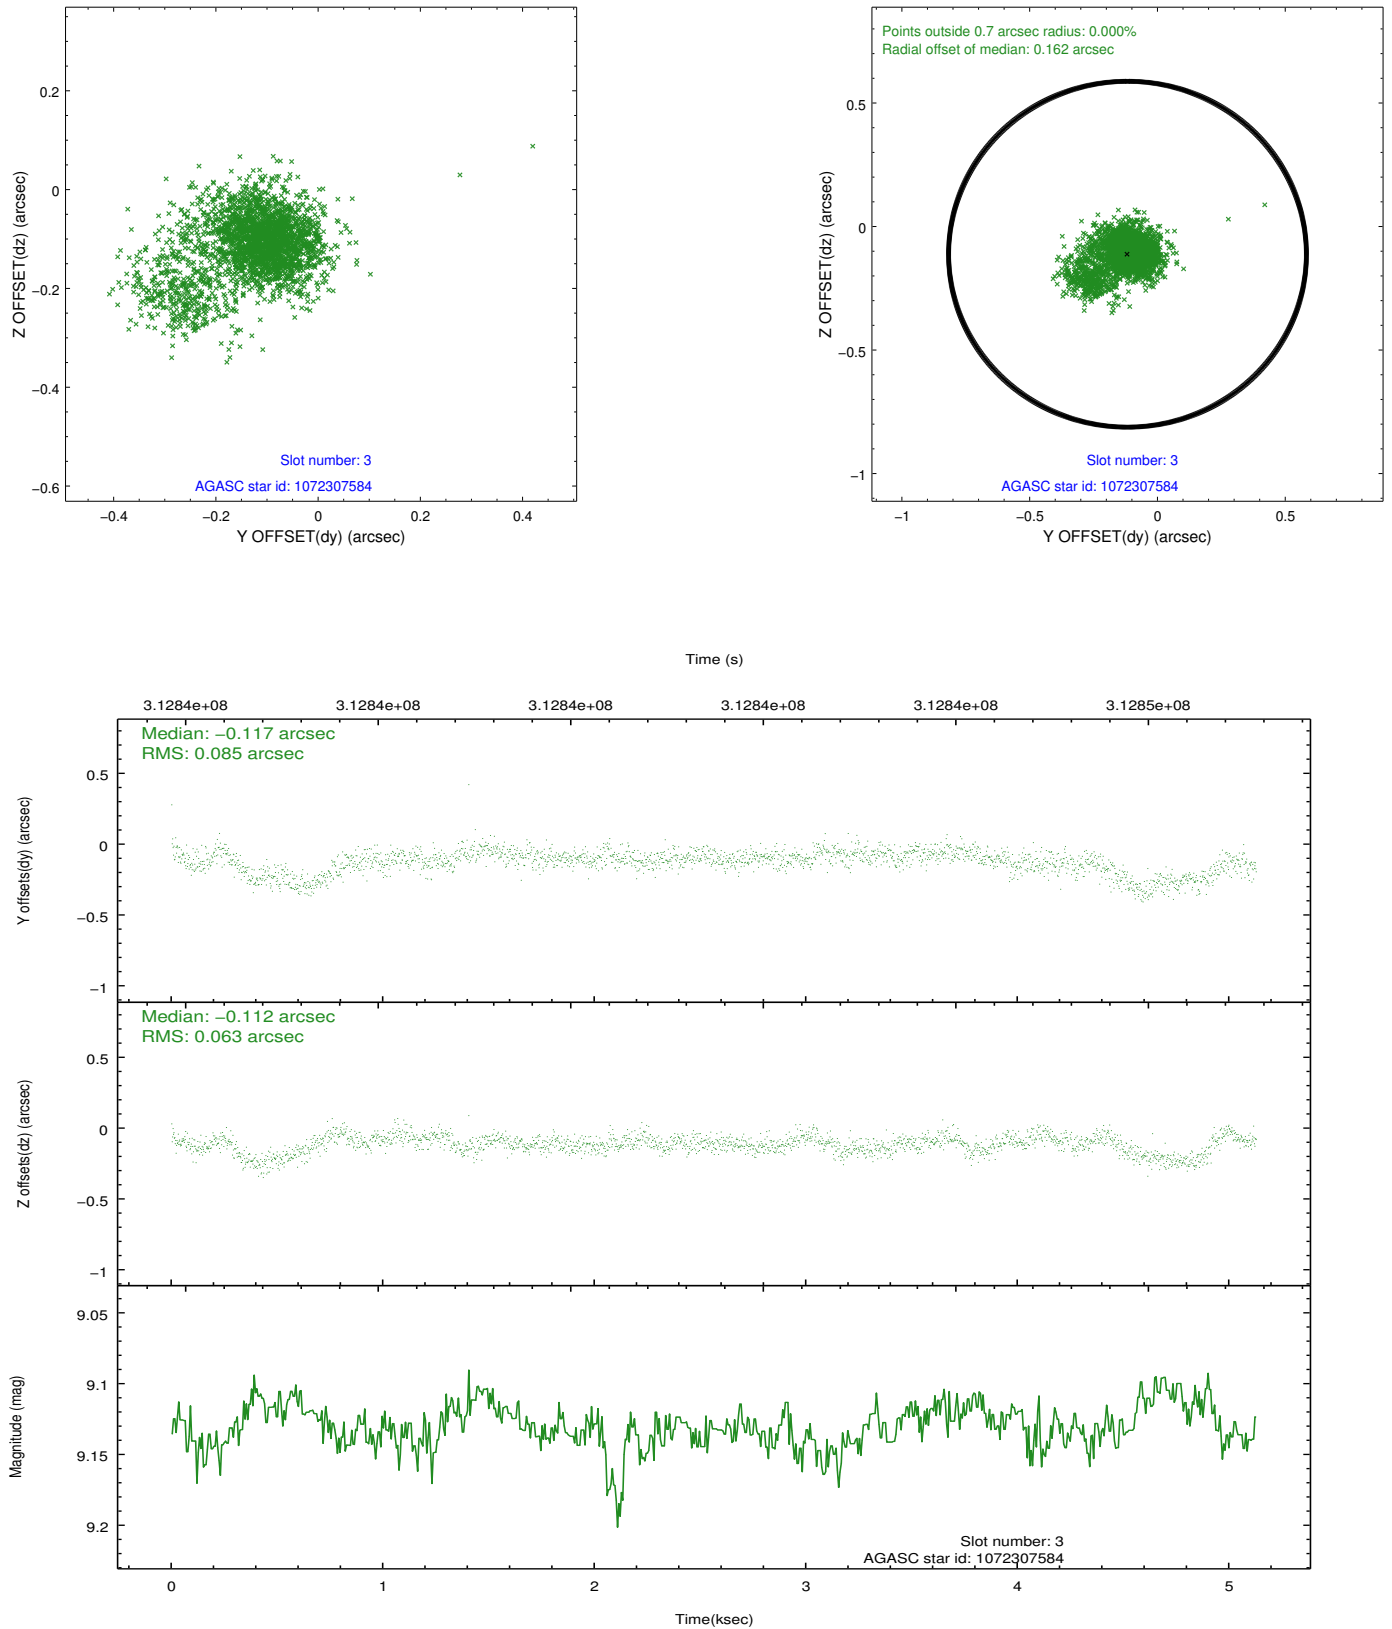 0.2
0
−0.2
−0.4
−0.6
Z OFFSET(dz) (arcsec)
Slot number: 3
AGASC star id: 1072307584
−0.4 −0.2 0 0.2 0.4
Y OFFSET(dy) (arcsec)
Points outside 0.7 arcsec radius: 0.000%
Radial offset of median: 0.162 arcsec
0.5
0
−0.5
−1
Z OFFSET(dz) (arcsec)
Slot number: 3
AGASC star id: 1072307584
−1 −0.5 0 0.5
Y OFFSET(dy) (arcsec)
Time (s)
3.1284e+08 3.1284e+08 3.1284e+08 3.1284e+08 3.1284e+08 3.1285e+08
Median: −0.117 arcsec
RMS: 0.085 arcsec
0.5
0
−0.5
−1
Y offsets(dy) (arcsec)
Median: −0.112 arcsec
RMS: 0.063 arcsec
0.5
0
−0.5
−1
Z offsets(dz) (arcsec)
9.05
9.1
9.15
9.2
Magnitude (mag)
Slot number: 3
AGASC star id: 1072307584
0 1 2 3 4 5
Time(ksec)